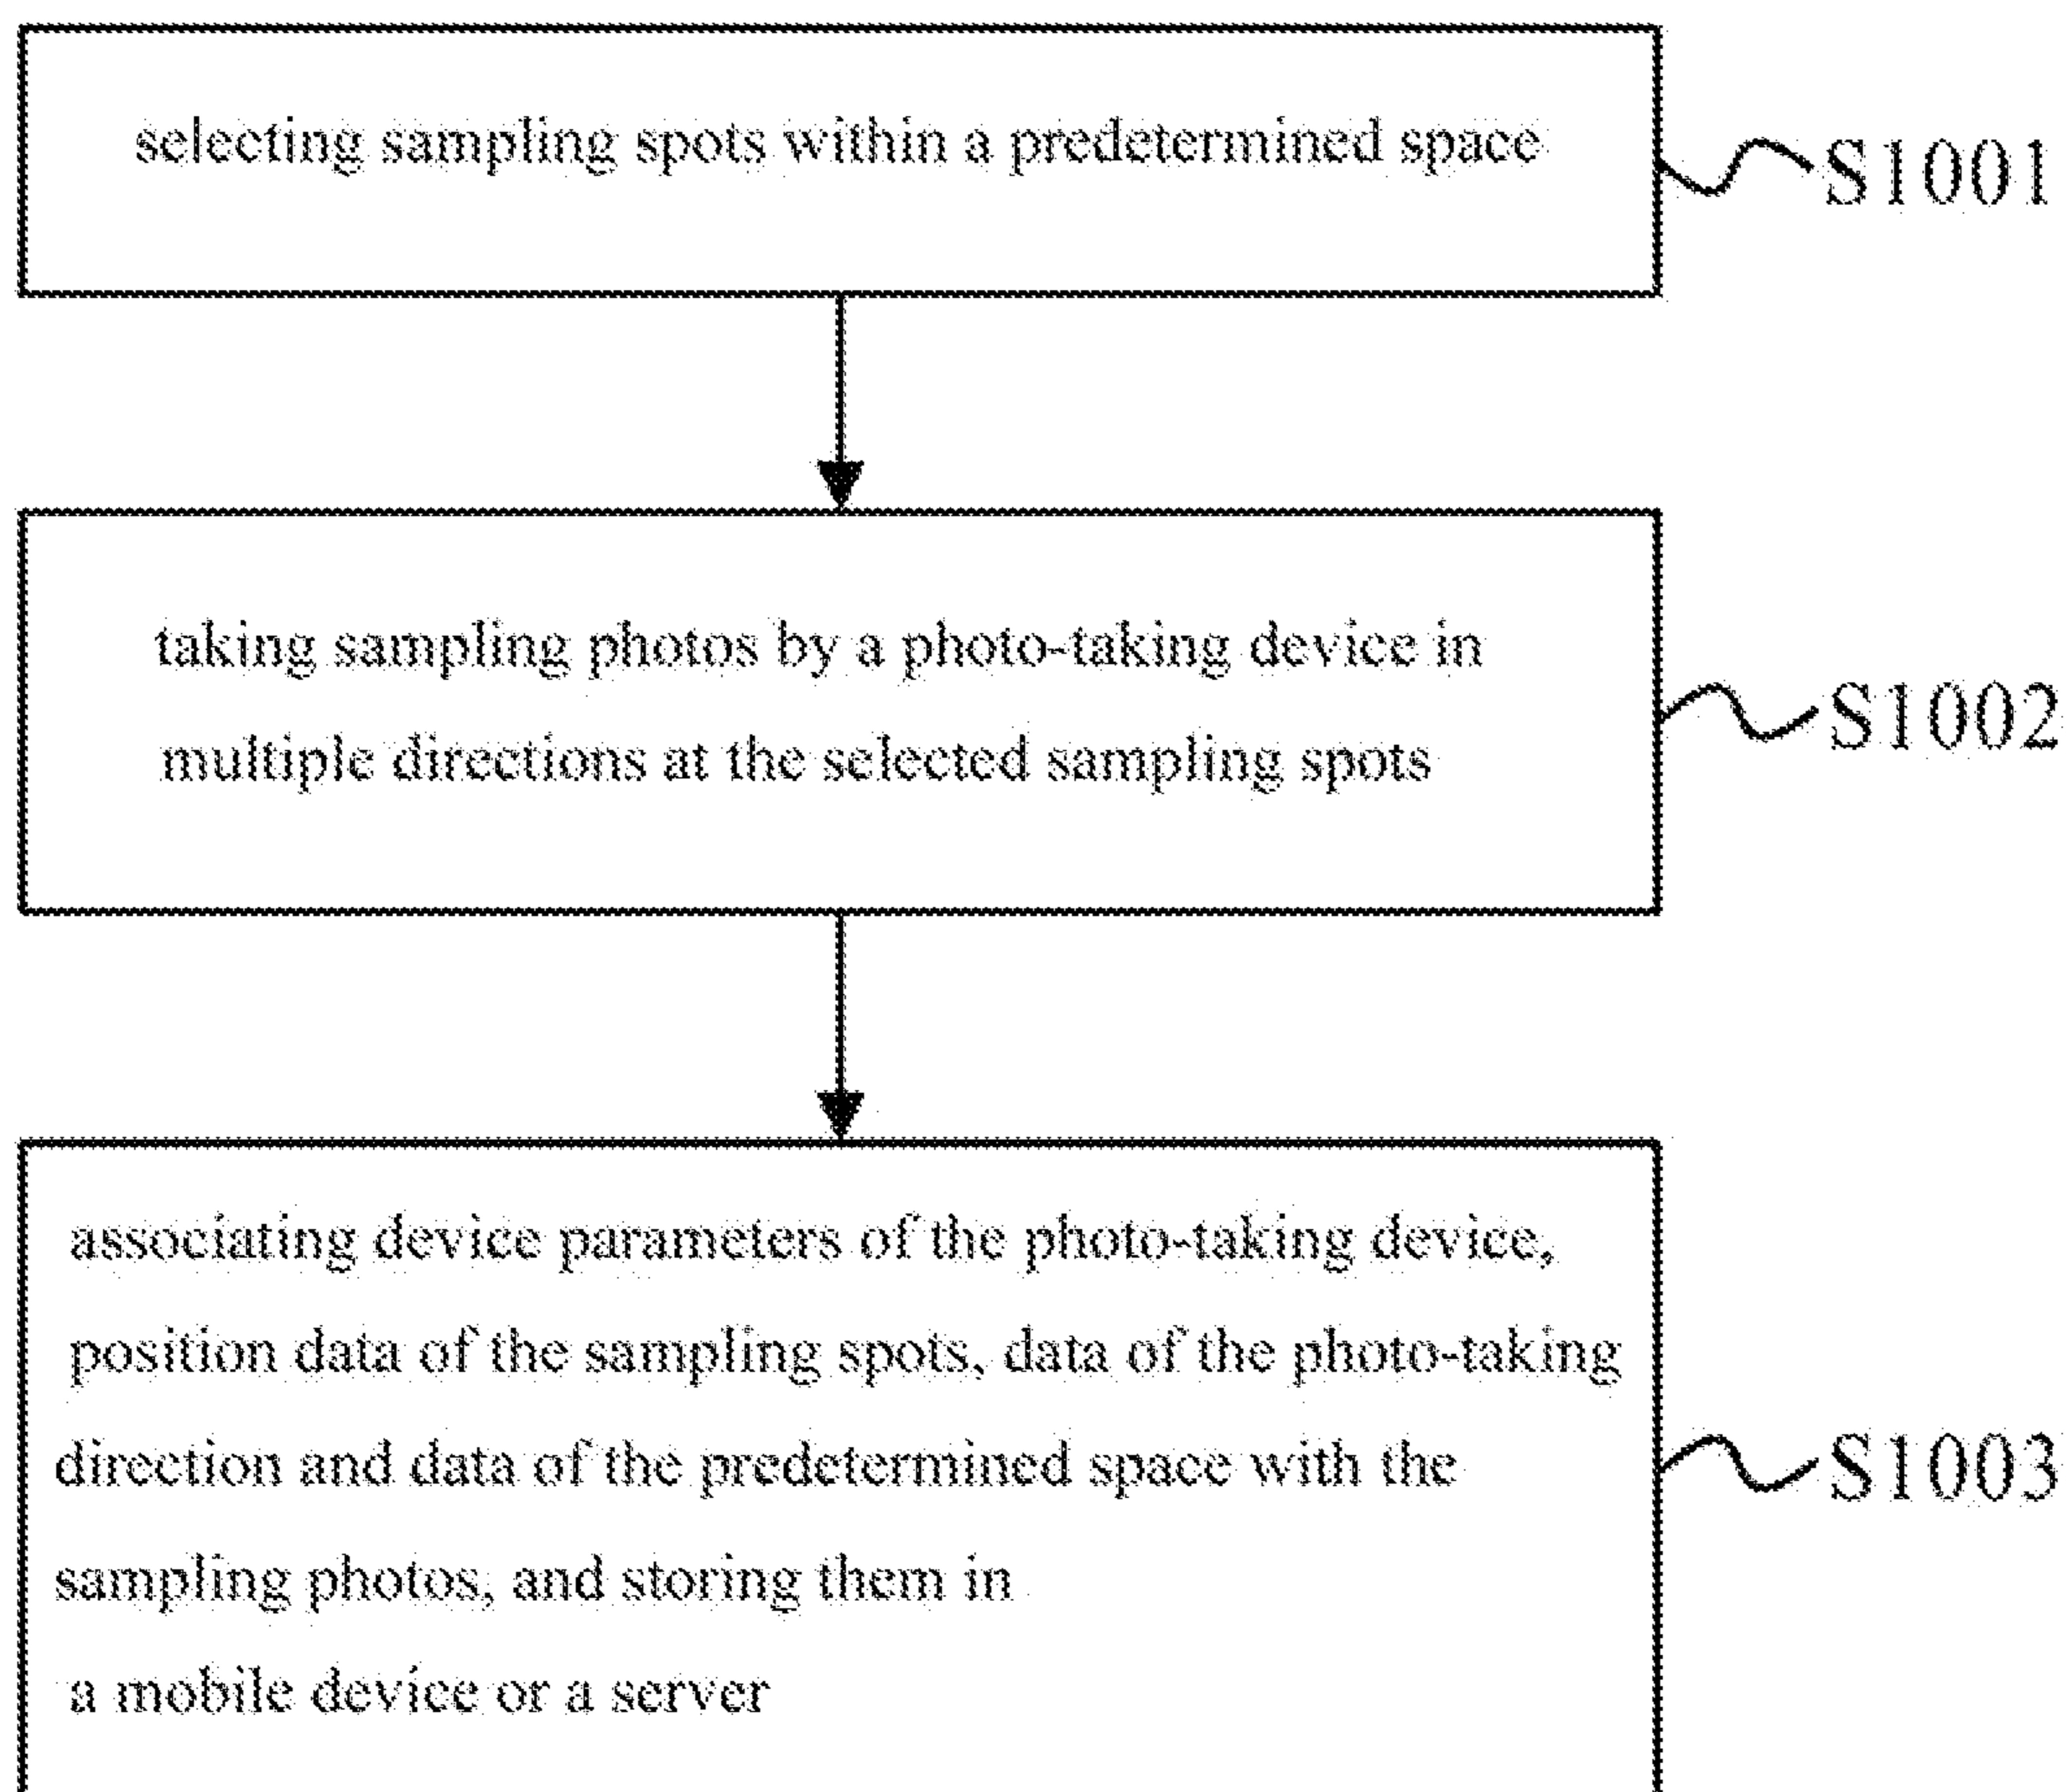 selecting sampling spots within a predetermined space
S1001
taking sampling photos by a photo-taking device in
multiple directions at the selected sampling spots
S1002
associating device parameters of the photo-taking device,
position data of the sampling spots, data of the photo-taking
direction and data of the predetermined space with the
sampling photos, and storing them in
a mobile device or a server
S1003